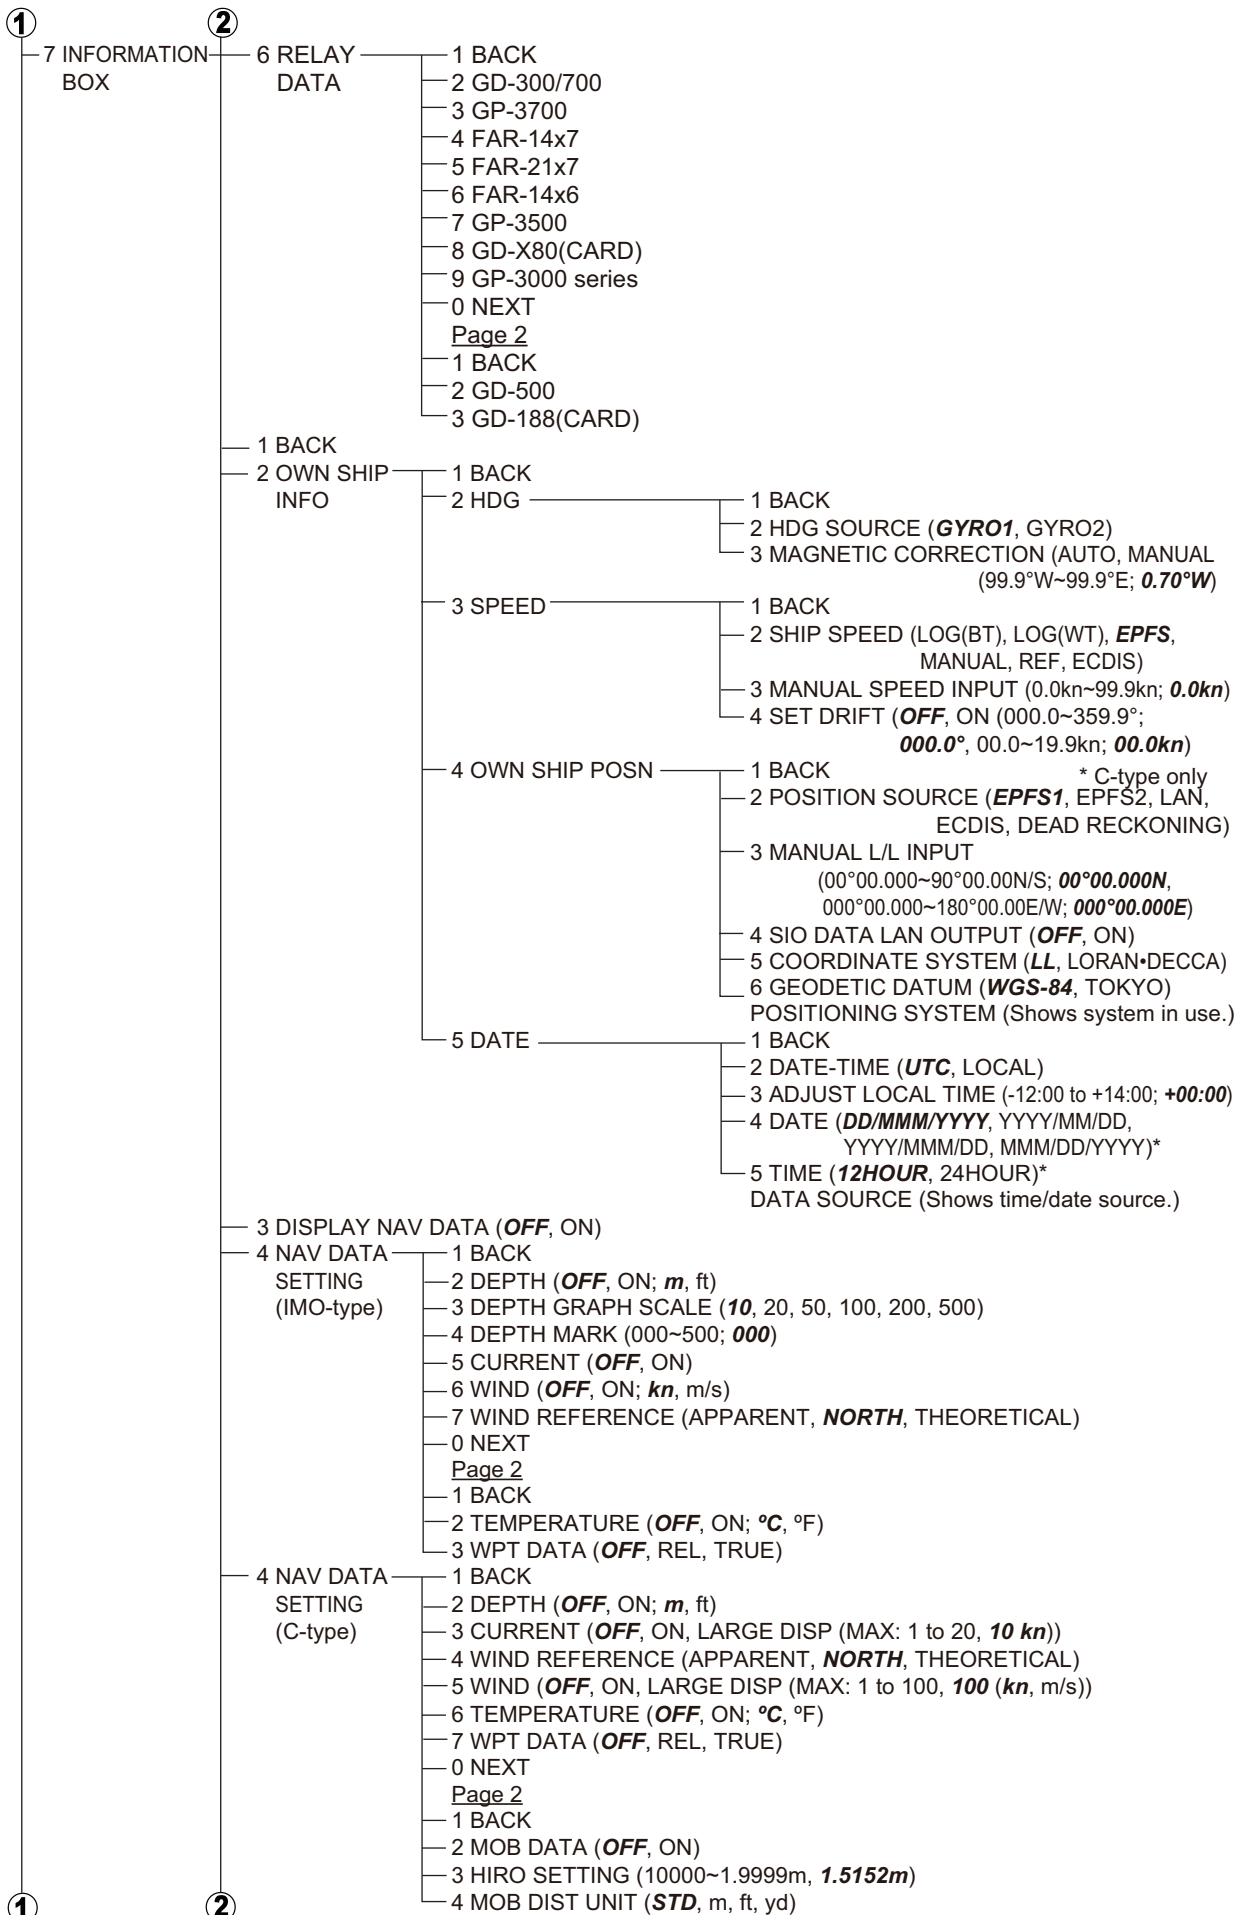 1 2
7 INFORMATION
BOX
6 RELAY
DATA
1 BACK
2 GD-300/700
3 GP-3700
4 FAR-14x7
5 FAR-21x7
6 FAR-14x6
7 GP-3500
8 GD-X80(CARD)
9 GP-3000 series
0 NEXT
Page 2
1 BACK
2 GD-500
3 GD-188(CARD)
1 BACK
2 OWN SHIP
INFO
1 BACK
2 HDG
1 BACK
2 HDG SOURCE (GYRO1, GYRO2)
3 MAGNETIC CORRECTION (AUTO, MANUAL
(99.9°W~99.9°E; 0.70°W)
3 SPEED
1 BACK
2 SHIP SPEED (LOG(BT), LOG(WT), EPFS,
MANUAL, REF, ECDIS)
3 MANUAL SPEED INPUT (0.0kn~99.9kn; 0.0kn)
4 SET DRIFT (OFF, ON (000.0~359.9°;
000.0°, 00.0~19.9kn; 00.0kn)
4 OWN SHIP POSN
1 BACK
* C-type only
2 POSITION SOURCE (EPFS1, EPFS2, LAN,
ECDIS, DEAD RECKONING)
3 MANUAL L/L INPUT
(00°00.000~90°00.00N/S; 00°00.000N,
000°00.000~180°00.00E/W; 000°00.000E)
4 SIO DATA LAN OUTPUT (OFF, ON)
5 COORDINATE SYSTEM (LL, LORAN•DECCA)
6 GEODETIC DATUM (WGS-84, TOKYO)
POSITIONING SYSTEM (Shows system in use.)
5 DATE
1 BACK
2 DATE-TIME (UTC, LOCAL)
3 ADJUST LOCAL TIME (-12:00 to +14:00; +00:00)
4 DATE (DD/MMM/YYYY, YYYY/MM/DD,
YYYY/MMM/DD, MMM/DD/YYYY)*
5 TIME (12HOUR, 24HOUR)*
DATA SOURCE (Shows time/date source.)
3 DISPLAY NAV DATA (OFF, ON)
4 NAV DATA
SETTING
(IMO-type)
1 BACK
2 DEPTH (OFF, ON; m, ft)
3 DEPTH GRAPH SCALE (10, 20, 50, 100, 200, 500)
4 DEPTH MARK (000~500; 000)
5 CURRENT (OFF, ON)
6 WIND (OFF, ON; kn, m/s)
7 WIND REFERENCE (APPARENT, NORTH, THEORETICAL)
0 NEXT
Page 2
1 BACK
2 TEMPERATURE (OFF, ON; ºC, ºF)
3 WPT DATA (OFF, REL, TRUE)
4 NAV DATA
SETTING
(C-type)
1 BACK
2 DEPTH (OFF, ON; m, ft)
3 CURRENT (OFF, ON, LARGE DISP (MAX: 1 to 20, 10 kn))
4 WIND REFERENCE (APPARENT, NORTH, THEORETICAL)
5 WIND (OFF, ON, LARGE DISP (MAX: 1 to 100, 100 (kn, m/s))
6 TEMPERATURE (OFF, ON; ºC, ºF)
7 WPT DATA (OFF, REL, TRUE)
0 NEXT
Page 2
1 BACK
2 MOB DATA (OFF, ON)
3 HIRO SETTING (10000~1.9999m, 1.5152m)
4 MOB DIST UNIT (STD, m, ft, yd)
1 2